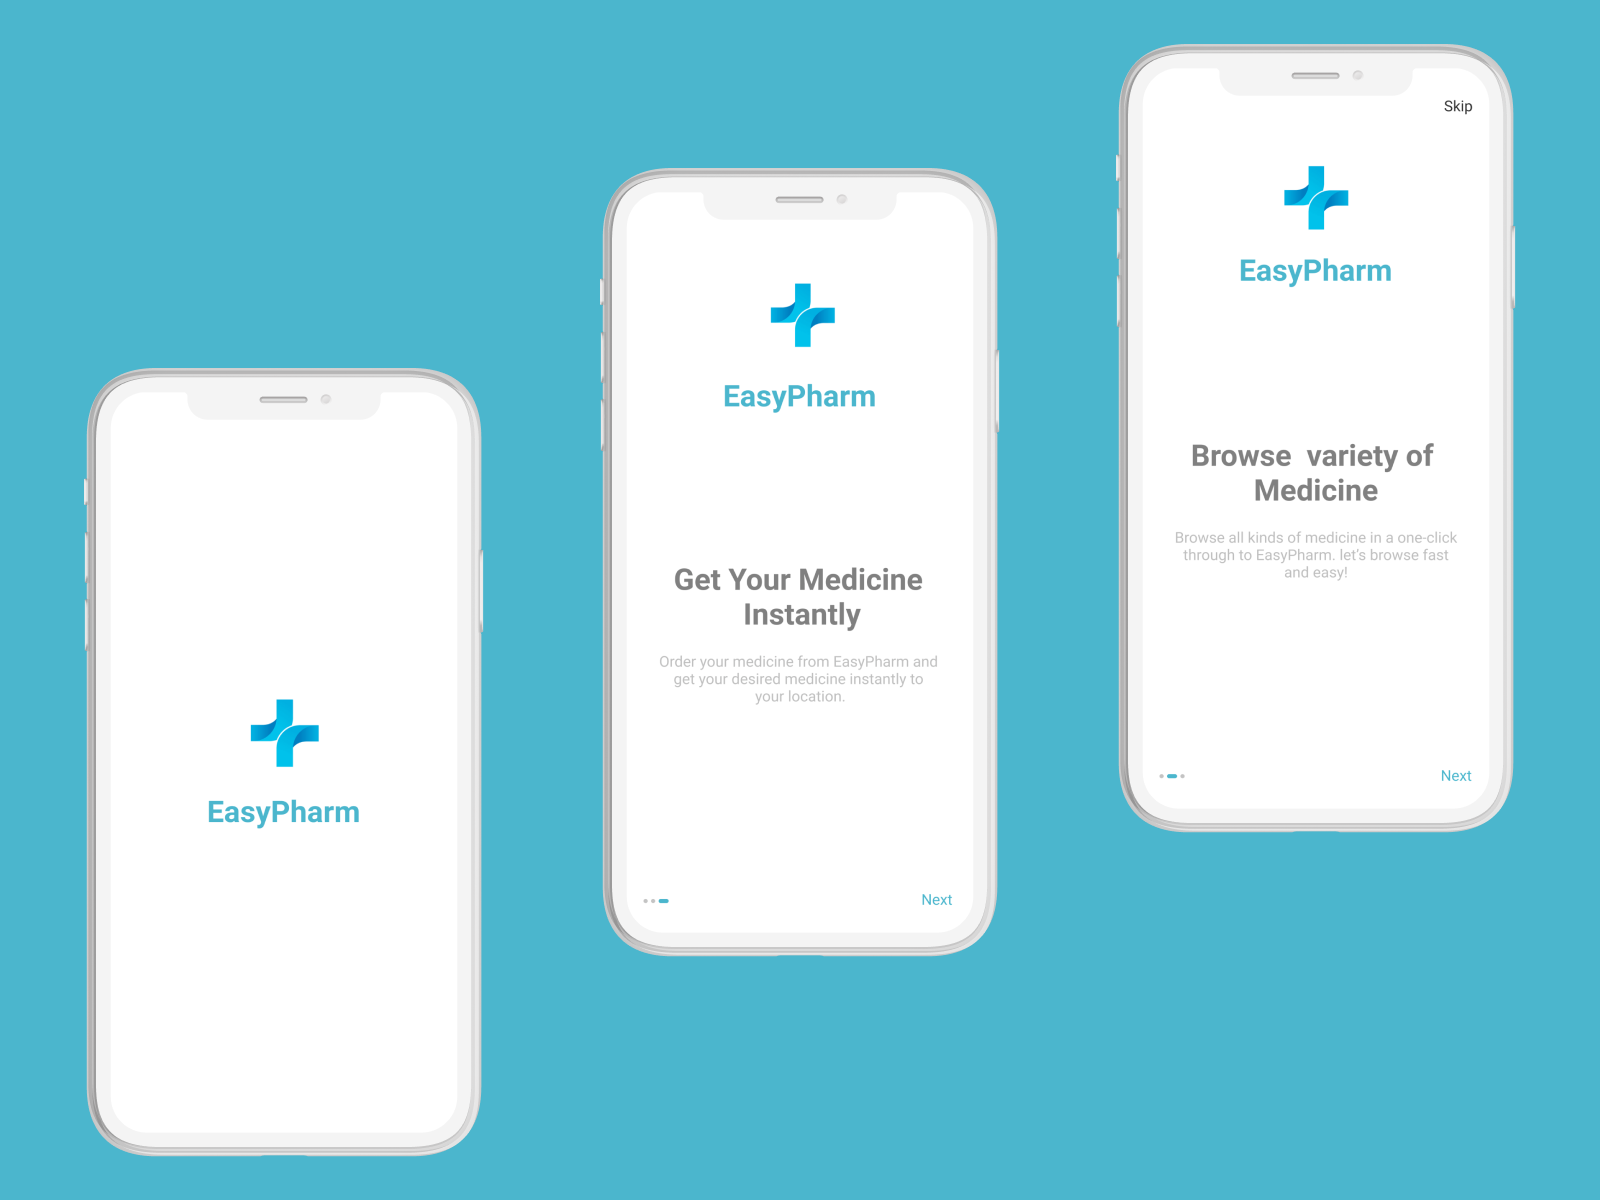 EasyPharm
EasyPharm
Get Your Medicine
Instantly
Order your medicine from EasyPharm and
get your desired medicine instantly to
your location.
Next
Skip
EasyPharm
Browse  variety of
Medicine
Browse all kinds of medicine in a one-click
through to EasyPharm. let's browse fast
and easy!
Next